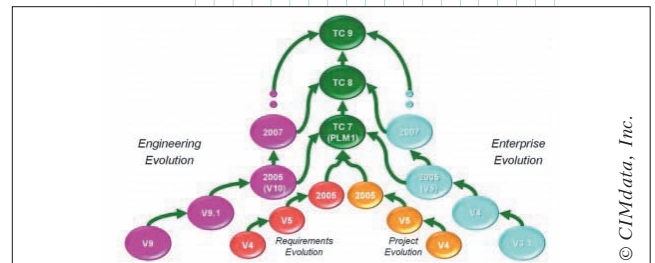 TC 9
TC 8
2007
TC 7
(PLM1)
2007
Engineering
Evolution
Enterprise
Evolution
2005
(V10)
2005
2005
2005
(V5)
V9.1
V5
V5
V4
Requirements
Evolution
Project
Evolution
V9
V4
V4
V3.1
© CIMdata, Inc.